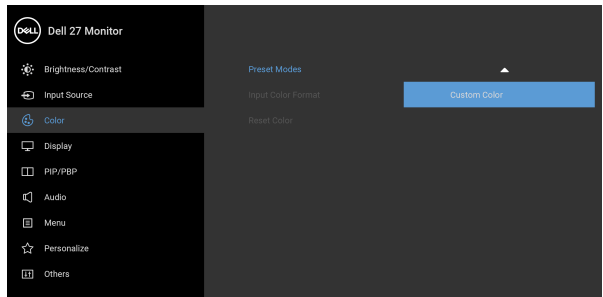 DELL Dell 27 Monitor
Brightness/Contrast
Input Source
Color
Display
PIP/PBP
Audio
Menu
Personalize
Others
Preset Modes
Input Color Format
Reset Color
Custom Color